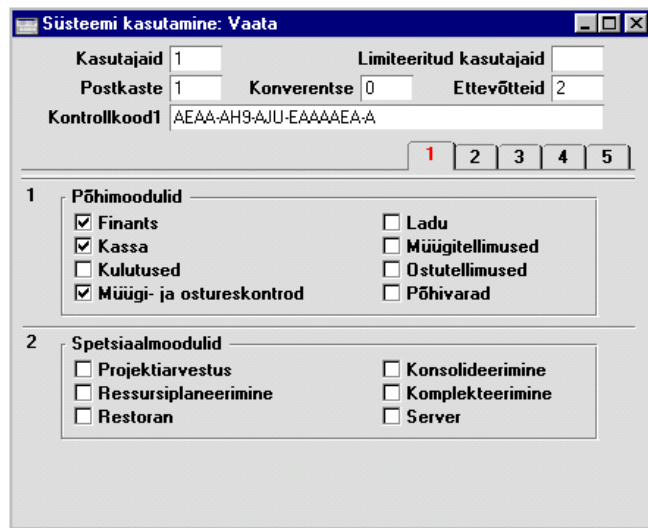 Süsteemi kasutamine: Vaata
Kasutajaid 1 Limiteeritud kasutajaid
Postkaste 1 Konverentse 0 Ettevõtteid 2
Kontrollkood1 AEAA-AH9-AJU-EAAAAEA-A
1 2 3 4 5
1 Põhimoodulid
Finants Ladu
Kassa Müügitellimused
Kulutused Ostutellimused
Müügi- ja ostureskontrod Põhivarad
2 Spetsiaalmoodulid
Projektiarvestus Konsolideerimine
Ressursiplaneerimine Komplekteerimine
Restoran Server